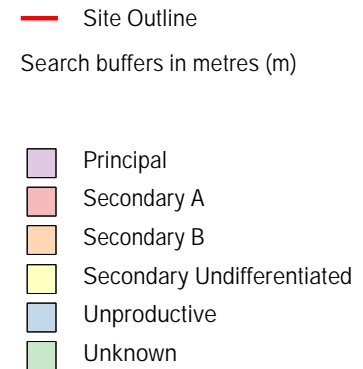 Site Outline
Search buffers in metres (m)
Principal
Secondary A
Secondary B
Secondary Undifferentiated
Unproductive
Unknown